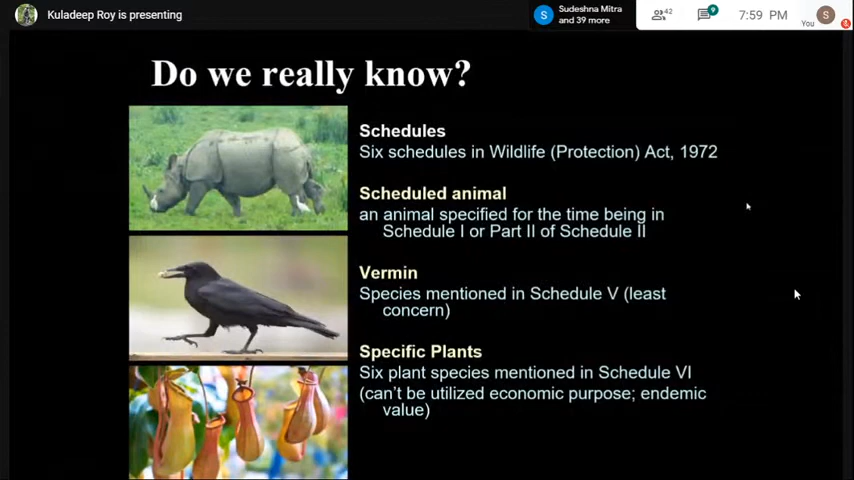 Kuladeep Roy is presenting
S
Sudeshna Mitra
and 39 more
42
9
7:59 PM
You
S
Do we really know?
Schedules
Six schedules in Wildlife (Protection) Act, 1972
Scheduled animal
an animal specified for the time being in
Schedule I or Part II of Schedule II
Vermin
Species mentioned in Schedule V (least
concern)
Specific Plants
Six plant species mentioned in Schedule VI
(can't be utilized economic purpose; endemic
value)